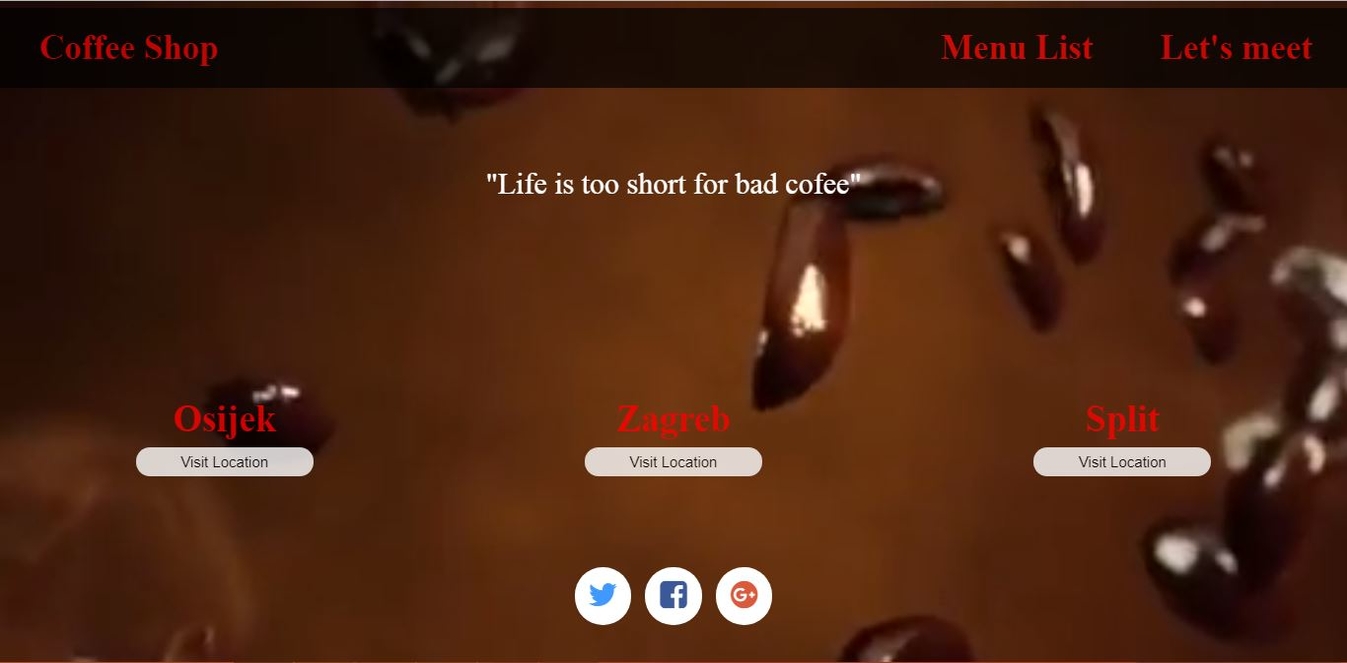 Coffee Shop Menu List Let's meet
"Life is too short for bad cofee"
Osijek Zagreb Split
Visit Location Visit Location Visit Location
G+